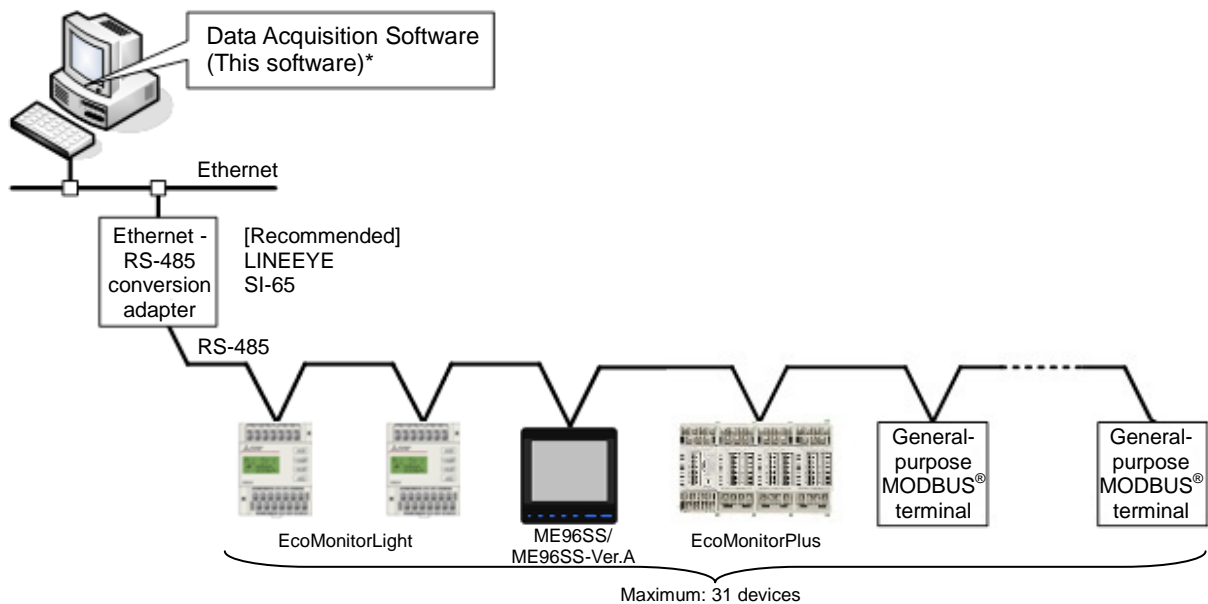 Data Acquisition Software
(This software)*
Ethernet
Ethernet -
RS-485
conversion
adapter
[Recommended]
LINEEYE
SI-65
RS-485
EcoMonitorLight
ME96SS/
ME96SS-Ver.A
EcoMonitorPlus
General-
purpose
MODBUS®
terminal
General-
purpose
MODBUS®
terminal
Maximum: 31 devices